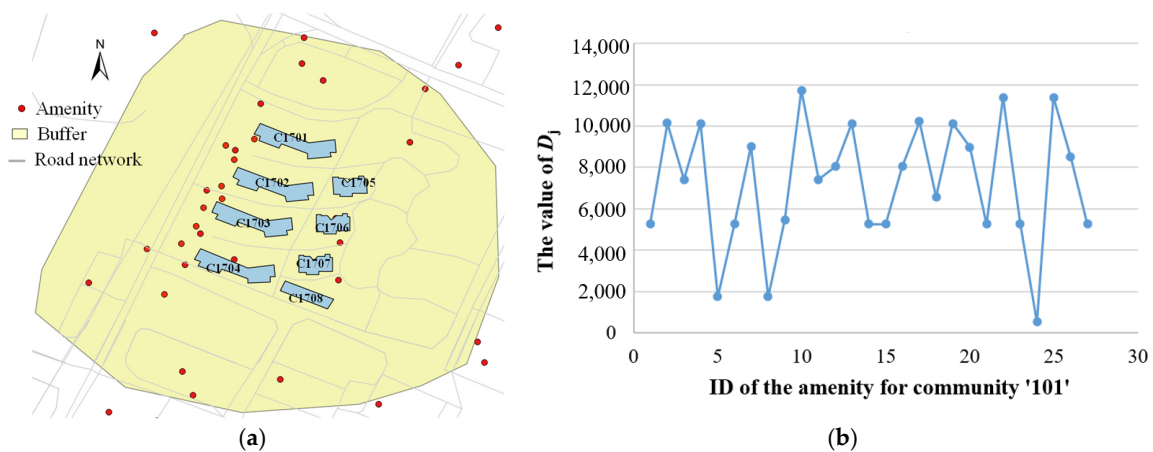 N
Amenity
Buffer
Road network
C1701
C1702
C1705
C1703
C1706
C1704
C1707
C1708
(a)
The value of Dj
14,000
12,000
10,000
8,000
6,000
4,000
2,000
0
0 5 10 15 20 25 30
ID of the amenity for community '101'
(b)